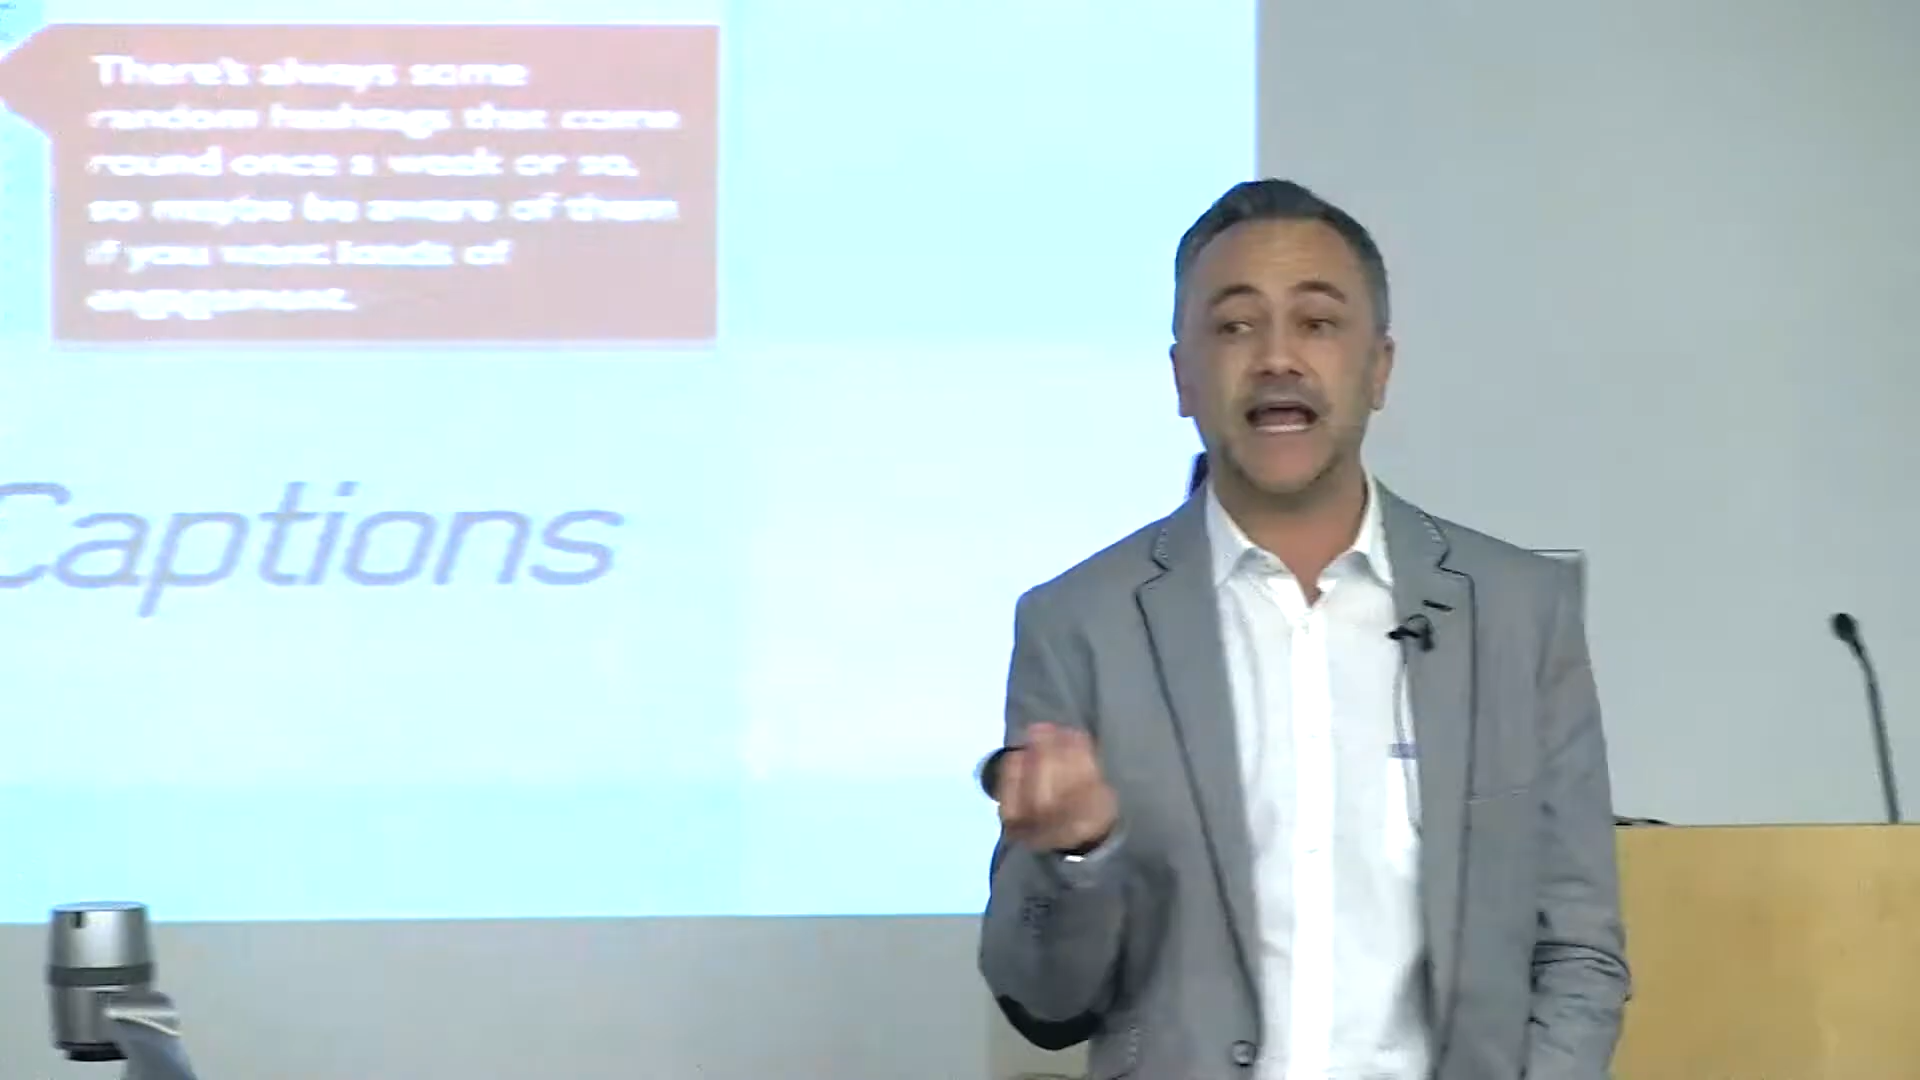 There's always some
random hashtags that come
round once a week or so,
so maybe be aware of them
if you want loads of
engagement.
Captions